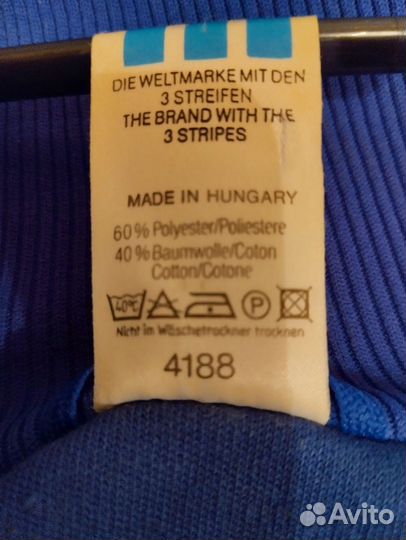 DIE WELTMARKE MIT DEN
3 STREIFEN
THE BRAND WITH THE
3 STRIPES
MADE IN HUNGARY
60% Polyester/Poliestere
40% Baumwolle/Coton
Cotton/Cotone
40°C A P
Nicht im Wäschetrockner trocknen
4188
Avito